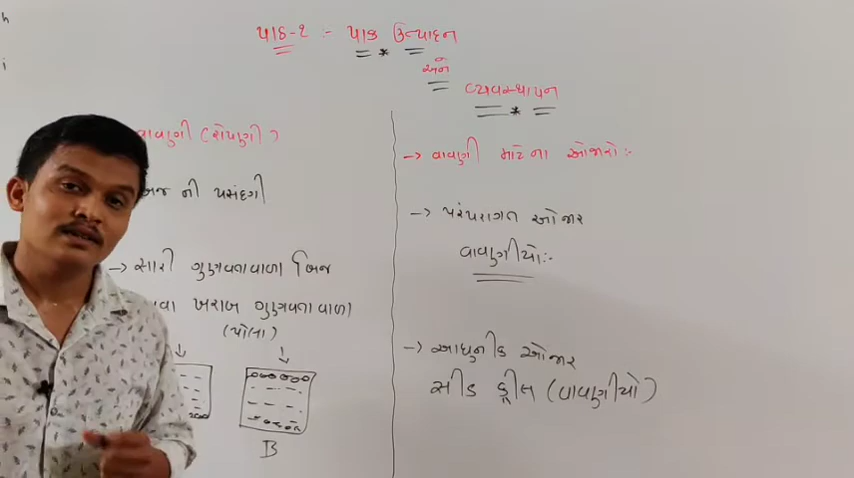 h
i
પાઠ-૨ :- પાક ઉત્પાદન
અને
વ્યવસ્થાપન
વાવણી (રોપણી)
ની પસંદગી
→ સારી ગુણવતાવાળા બિજ
ખરાબ ગુણવતા વાળા
(પોલા)
B
→ વાવણી માટેના ઓજારો :-
→ પરંપરાગત ઓજાર
વાવણીયો :-
→ આધુનીક ઓજાર
સીડ ડ્રીલ (વાવણીયો)